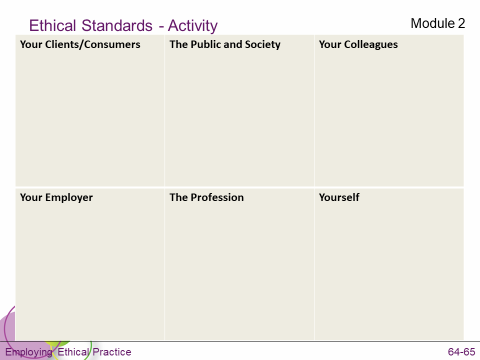 Ethical Standards - Activity
Module 2
Your Clients/Consumers
The Public and Society
Your Colleagues
Your Employer
The Profession
Yourself
Employing Ethical Practice
64-65